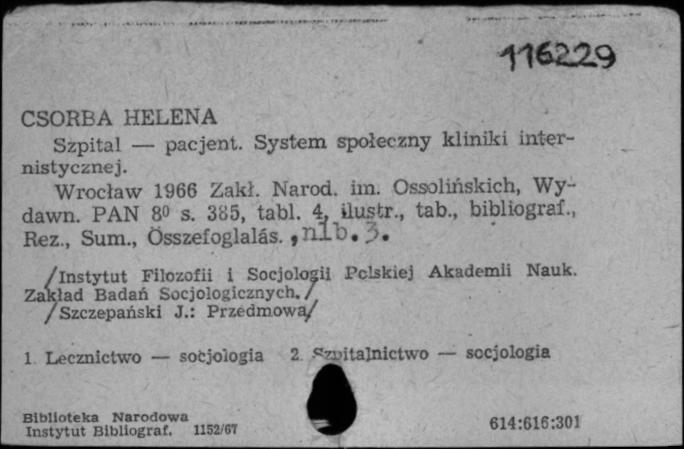 116229
CSORBA HELENA
Szpital — pacjent. System społeczny kliniki inter-
nistycznej.
Wrocław 1966 Zakł. Narod. im. Ossolińskich, Wy-
dawn. PAN 8⁰ s. 385, tabl. 4, ilustr., tab., bibliograf.,
Rez., Sum., Összefoglalás. , nlb. 3.
/Instytut Filozofii i Socjologii Polskiej Akademii Nauk.
Zakład Badań Socjologicznych./
/Szczepański J.: Przedmowa/
1. Lecznictwo — socjologia 2. Szpitalnictwo — socjologia
Biblioteka Narodowa
Instytut Bibliograf. 1152/67
614:616:301